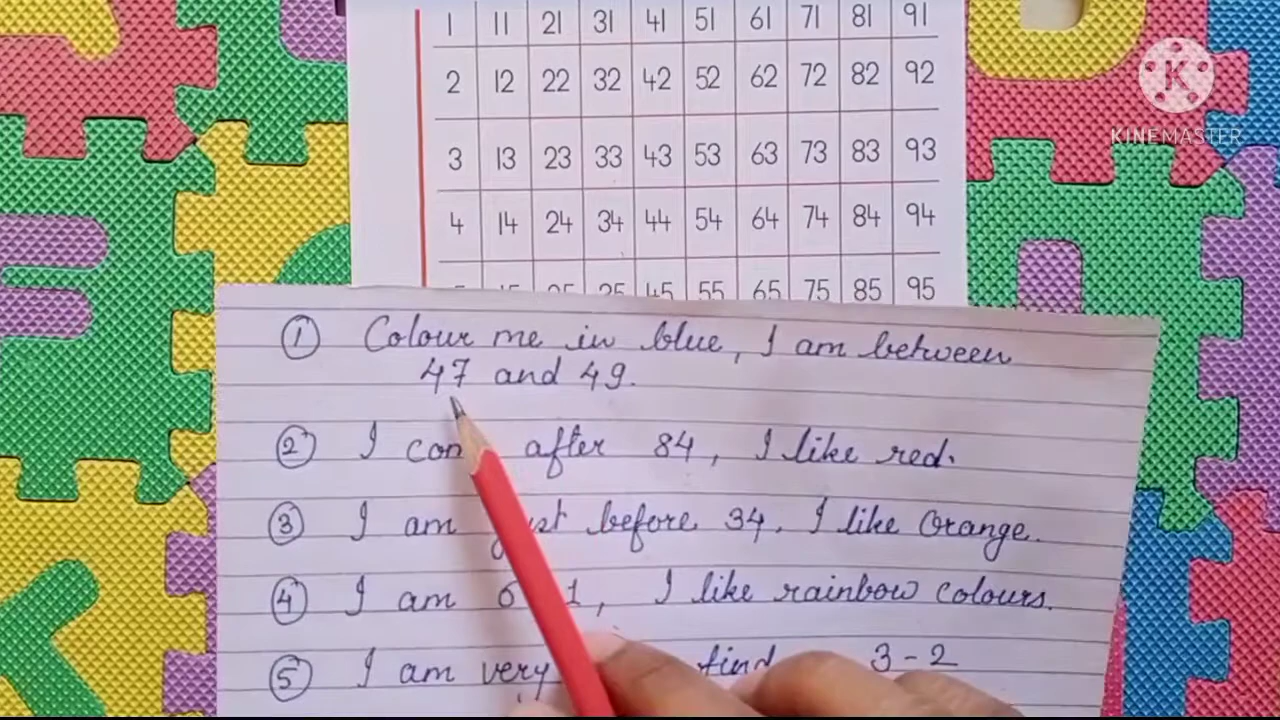 1 11 21 31 41 51 61 71 81 91
2 12 22 32 42 52 62 72 82 92
3 13 23 33 43 53 63 73 83 93
4 14 24 34 44 54 64 74 84 94
45 55 65 75 85 95
K
KINEMASTER
① Colour me in blue, I am between
47 and 49.
② I after 84, I like red.
③ I am before 34. I like Orange.
④ I am 6 1, I like rainbow colours.
⑤ I am very find 3-2